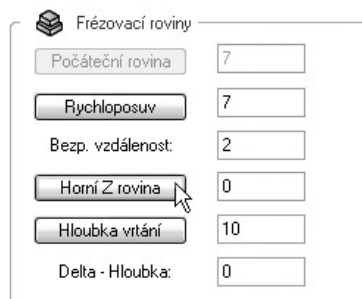 Frézovací roviny
Počáteční rovina 7
Rychloposuv 7
Bezp. vzdálenost: 2
Horní Z rovina 0
Hloubka vrtání 10
Delta - Hloubka: 0